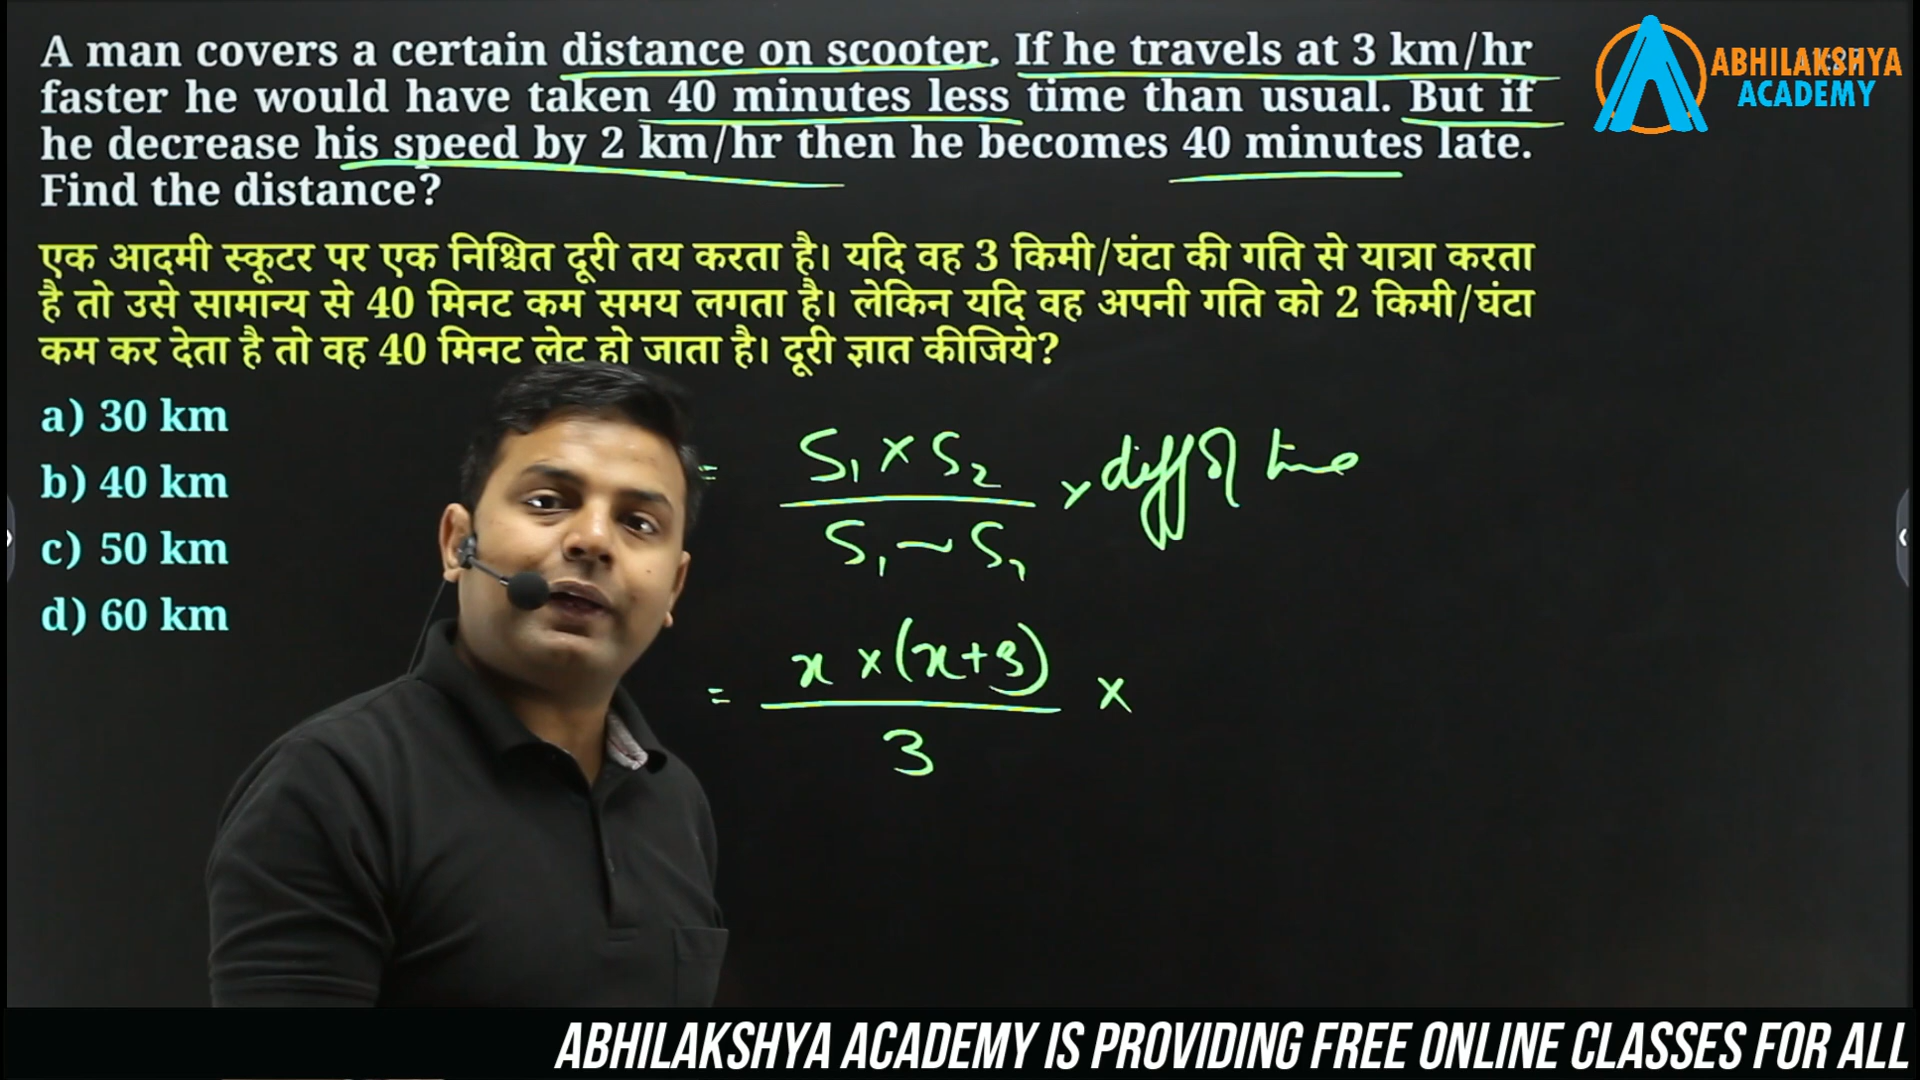 A man covers a certain distance on scooter. If he travels at 3 km/hr
faster he would have taken 40 minutes less time than usual. But if
he decrease his speed by 2 km/hr then he becomes 40 minutes late.
Find the distance?
एक आदमी स्कूटर पर एक निश्चित दूरी तय करता है। यदि वह 3 किमी/घंटा की गति से यात्रा करता
है तो उसे सामान्य से 40 मिनट कम समय लगता है। लेकिन यदि वह अपनी गति को 2 किमी/घंटा
कम कर देता है तो वह 40 मिनट लेट हो जाता है। दूरी ज्ञात कीजिये?
a) 30 km
b) 40 km
c) 50 km
d) 60 km
= S₁ × S₂ × diff of time
S₁ ~ S₂
= x × (x+3) ×
3
ABHILAKSHYA
ACADEMY
ABHILAKSHYA ACADEMY IS PROVIDING FREE ONLINE CLASSES FOR ALL